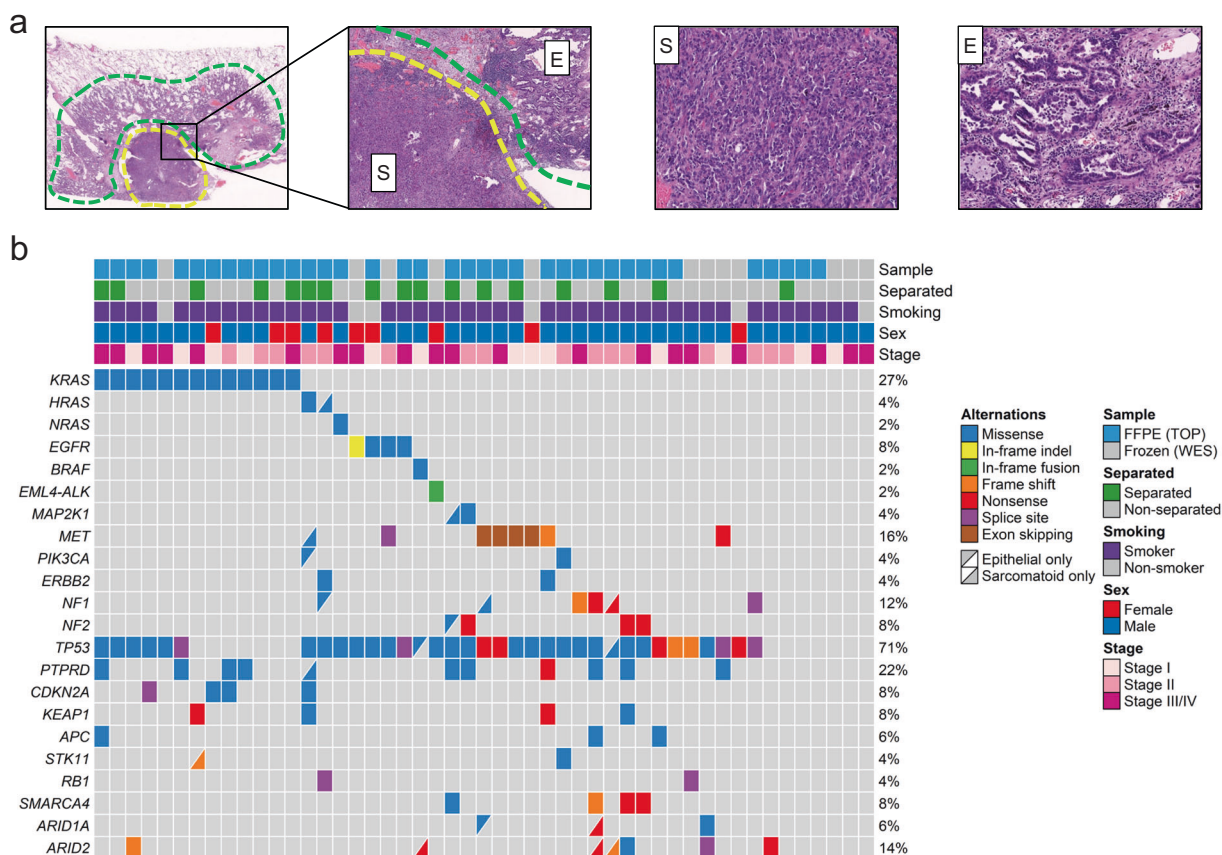 a
E
S
S
E
b
Sample
Separated
Smoking
Sex
Stage
KRAS 27%
HRAS 4%
NRAS 2%
EGFR 8%
BRAF 2%
EML4-ALK 2%
MAP2K1 4%
MET 16%
PIK3CA 4%
ERBB2 4%
NF1 12%
NF2 8%
TP53 71%
PTPRD 22%
CDKN2A 8%
KEAP1 8%
APC 6%
STK11 4%
RB1 4%
SMARCA4 8%
ARID1A 6%
ARID2 14%
Alternations
Missense
In-frame indel
In-frame fusion
Frame shift
Nonsense
Splice site
Exon skipping
Epithelial only
Sarcomatoid only
Sample
FFPE (TOP)
Frozen (WES)
Separated
Separated
Non-separated
Smoking
Smoker
Non-smoker
Sex
Female
Male
Stage
Stage I
Stage II
Stage III/IV